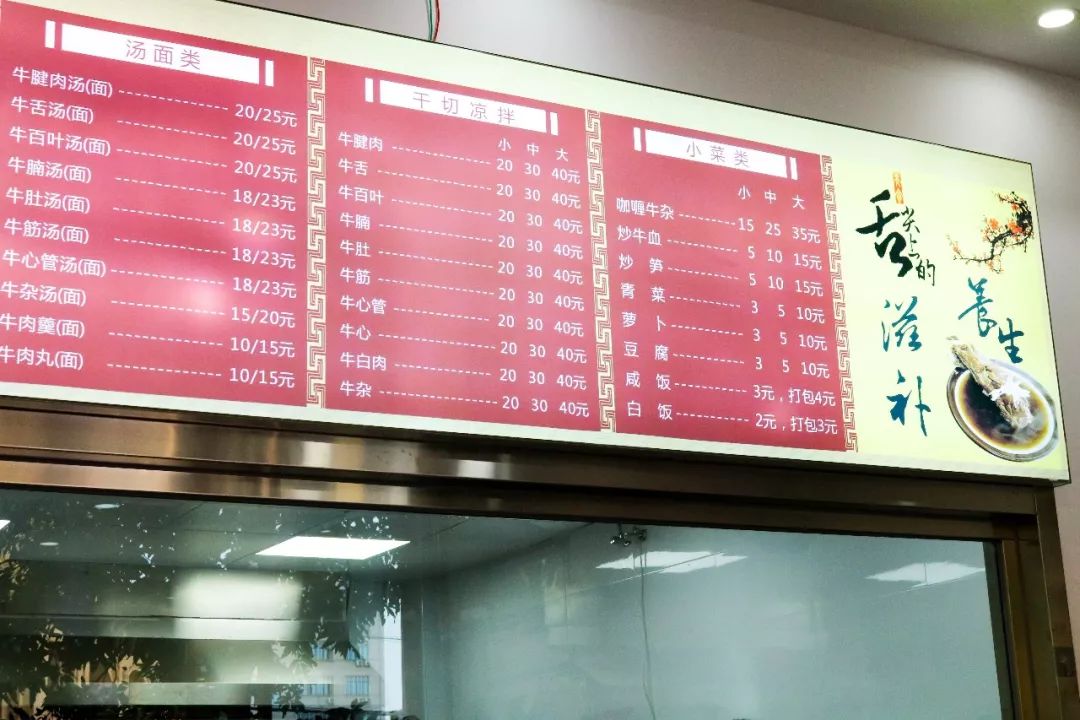 汤面类
牛腱肉汤(面) 20/25元
牛舌汤(面) 20/25元
牛百叶汤(面) 20/25元
牛腩汤(面) 18/23元
牛肚汤(面) 18/23元
牛筋汤(面) 18/23元
牛心管汤(面) 18/23元
牛杂汤(面) 15/20元
牛肉羹(面) 10/15元
牛肉丸(面) 10/15元
干切凉拌
小 中 大
牛腱肉 20 30 40元
牛舌 20 30 40元
牛百叶 20 30 40元
牛腩 20 30 40元
牛肚 20 30 40元
牛筋 20 30 40元
牛心管 20 30 40元
牛心 20 30 40元
牛白肉 20 30 40元
牛杂 20 30 40元
小菜类
小 中 大
咖喱牛杂 15 25 35元
炒牛血 5 10 15元
炒笋 5 10 15元
青菜 3 5 10元
萝卜 3 5 10元
豆腐 3 5 10元
咸饭 3元，打包4元
白饭 2元，打包3元
舌尖上的
滋补
养生